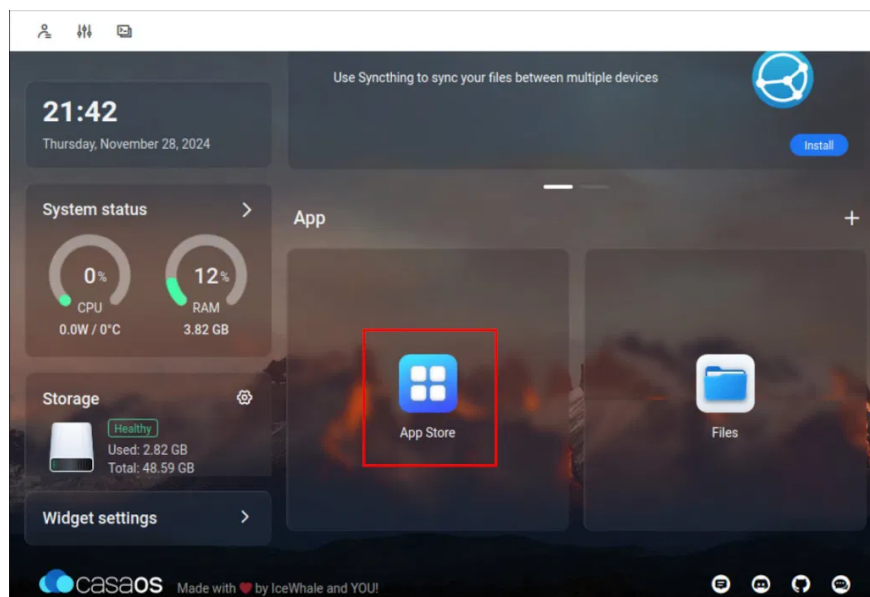 Use Syncthing to sync your files between multiple devices
Install
21:42
Thursday, November 28, 2024
System status
0%
CPU
0.0W / 0°C
12%
RAM
3.82 GB
Storage
Healthy
Used: 2.82 GB
Total: 48.59 GB
Widget settings
App
App Store
Files
casaos Made with ❤ by IceWhale and YOU!